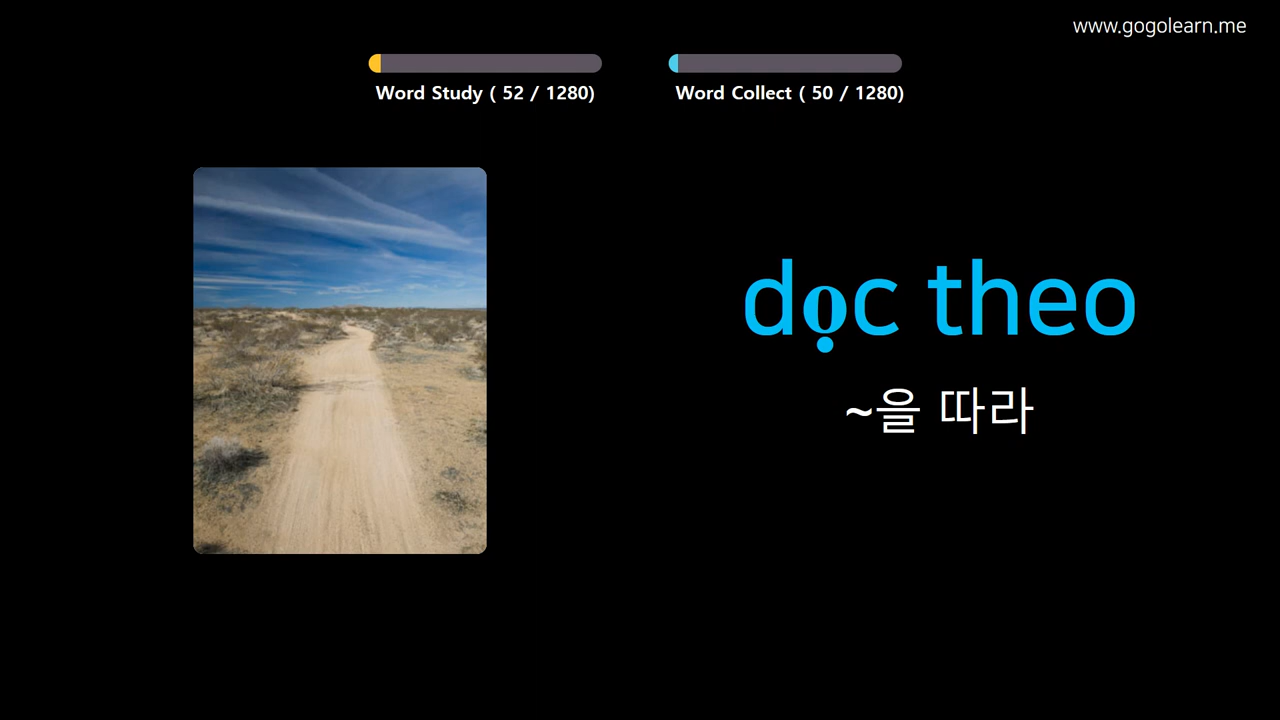 www.gogolearn.me
Word Study ( 52 / 1280)
Word Collect ( 50 / 1280)
dọc theo
~을 따라